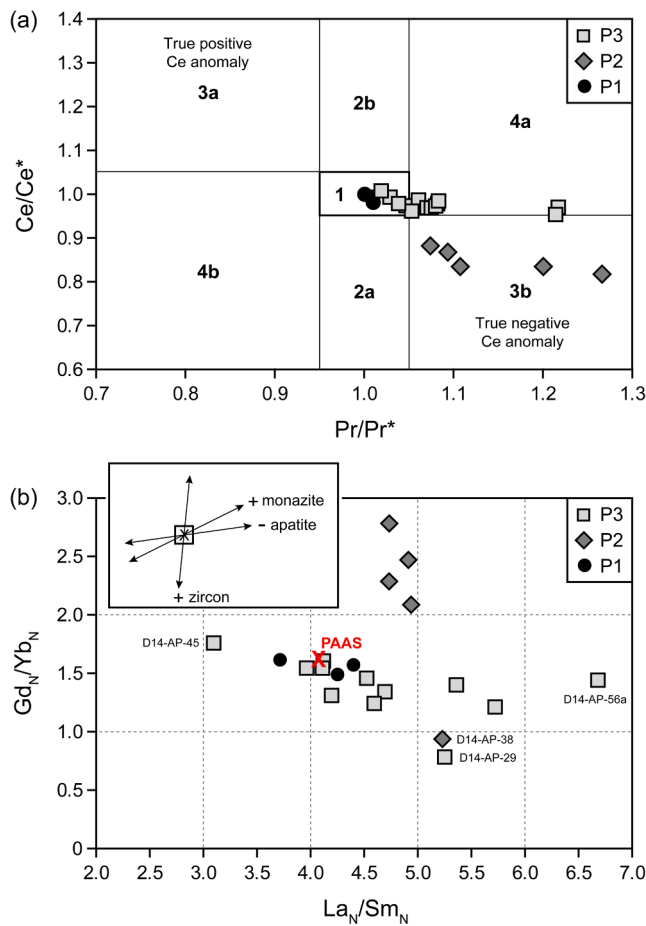 (a)
1.4
1.3
1.2
1.1
1.0
0.9
0.8
0.7
0.6
Ce/Ce*
True positive
Ce anomaly
3a
2b
4a
P3
P2
P1
1
4b
2a
3b
True negative
Ce anomaly
0.7
0.8
0.9
1.0
1.1
1.2
1.3
Pr/Pr*
(b)
3.0
2.5
2.0
1.5
1.0
0.5
0
Gd_N/Yb_N
+ monazite
– apatite
+ zircon
P3
P2
P1
D14-AP-45
PAAS
X
D14-AP-56a
D14-AP-38
D14-AP-29
2.0
2.5
3.0
3.5
4.0
4.5
5.0
5.5
6.0
6.5
7.0
La_N/Sm_N